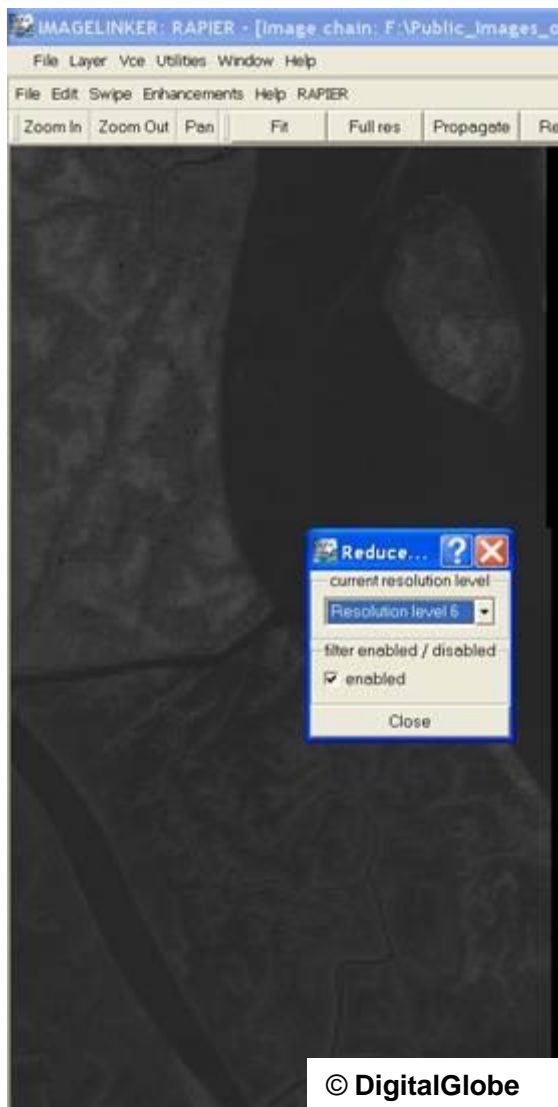 IMAGELINKER: RAPIER - [Image chain: F:\Public_Images_
File Layer Vce Utilities Window Help
File Edit Swipe Enhancements Help RAPIER
Zoom In Zoom Out Pan Fit Full res Propagate Re
Reduce...
current resolution level
Resolution level 6
filter enabled / disabled
enabled
Close
© DigitalGlobe